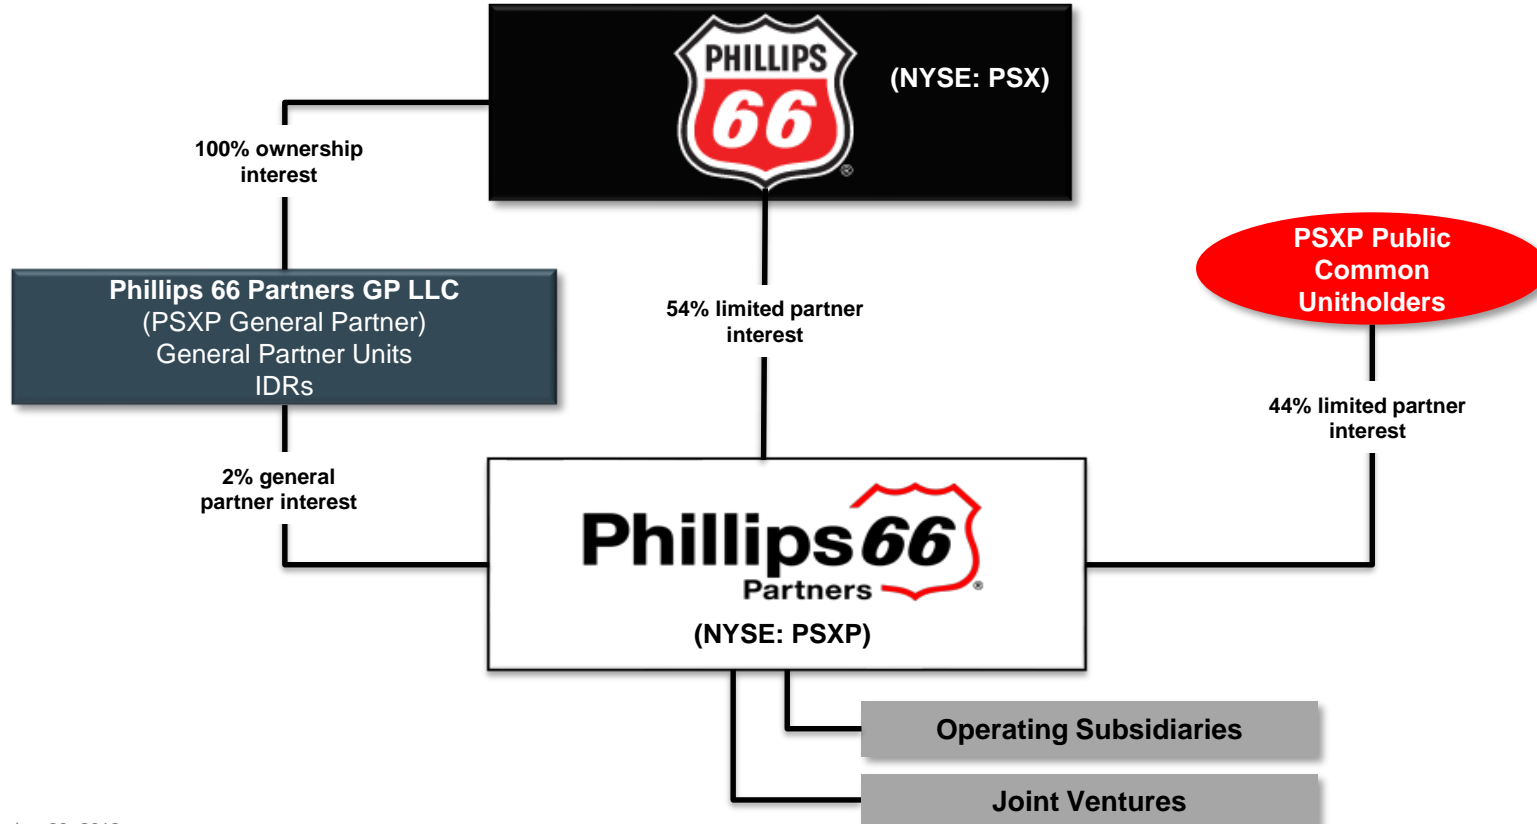 PHILLIPS
66
®
(NYSE: PSX)
100% ownership
interest
Phillips 66 Partners GP LLC
(PSXP General Partner)
General Partner Units
IDRs
54% limited partner
interest
PSXP Public
Common
Unitholders
2% general
partner interest
44% limited partner
interest
Phillips 66
Partners
®
(NYSE: PSXP)
Operating Subsidiaries
Joint Ventures